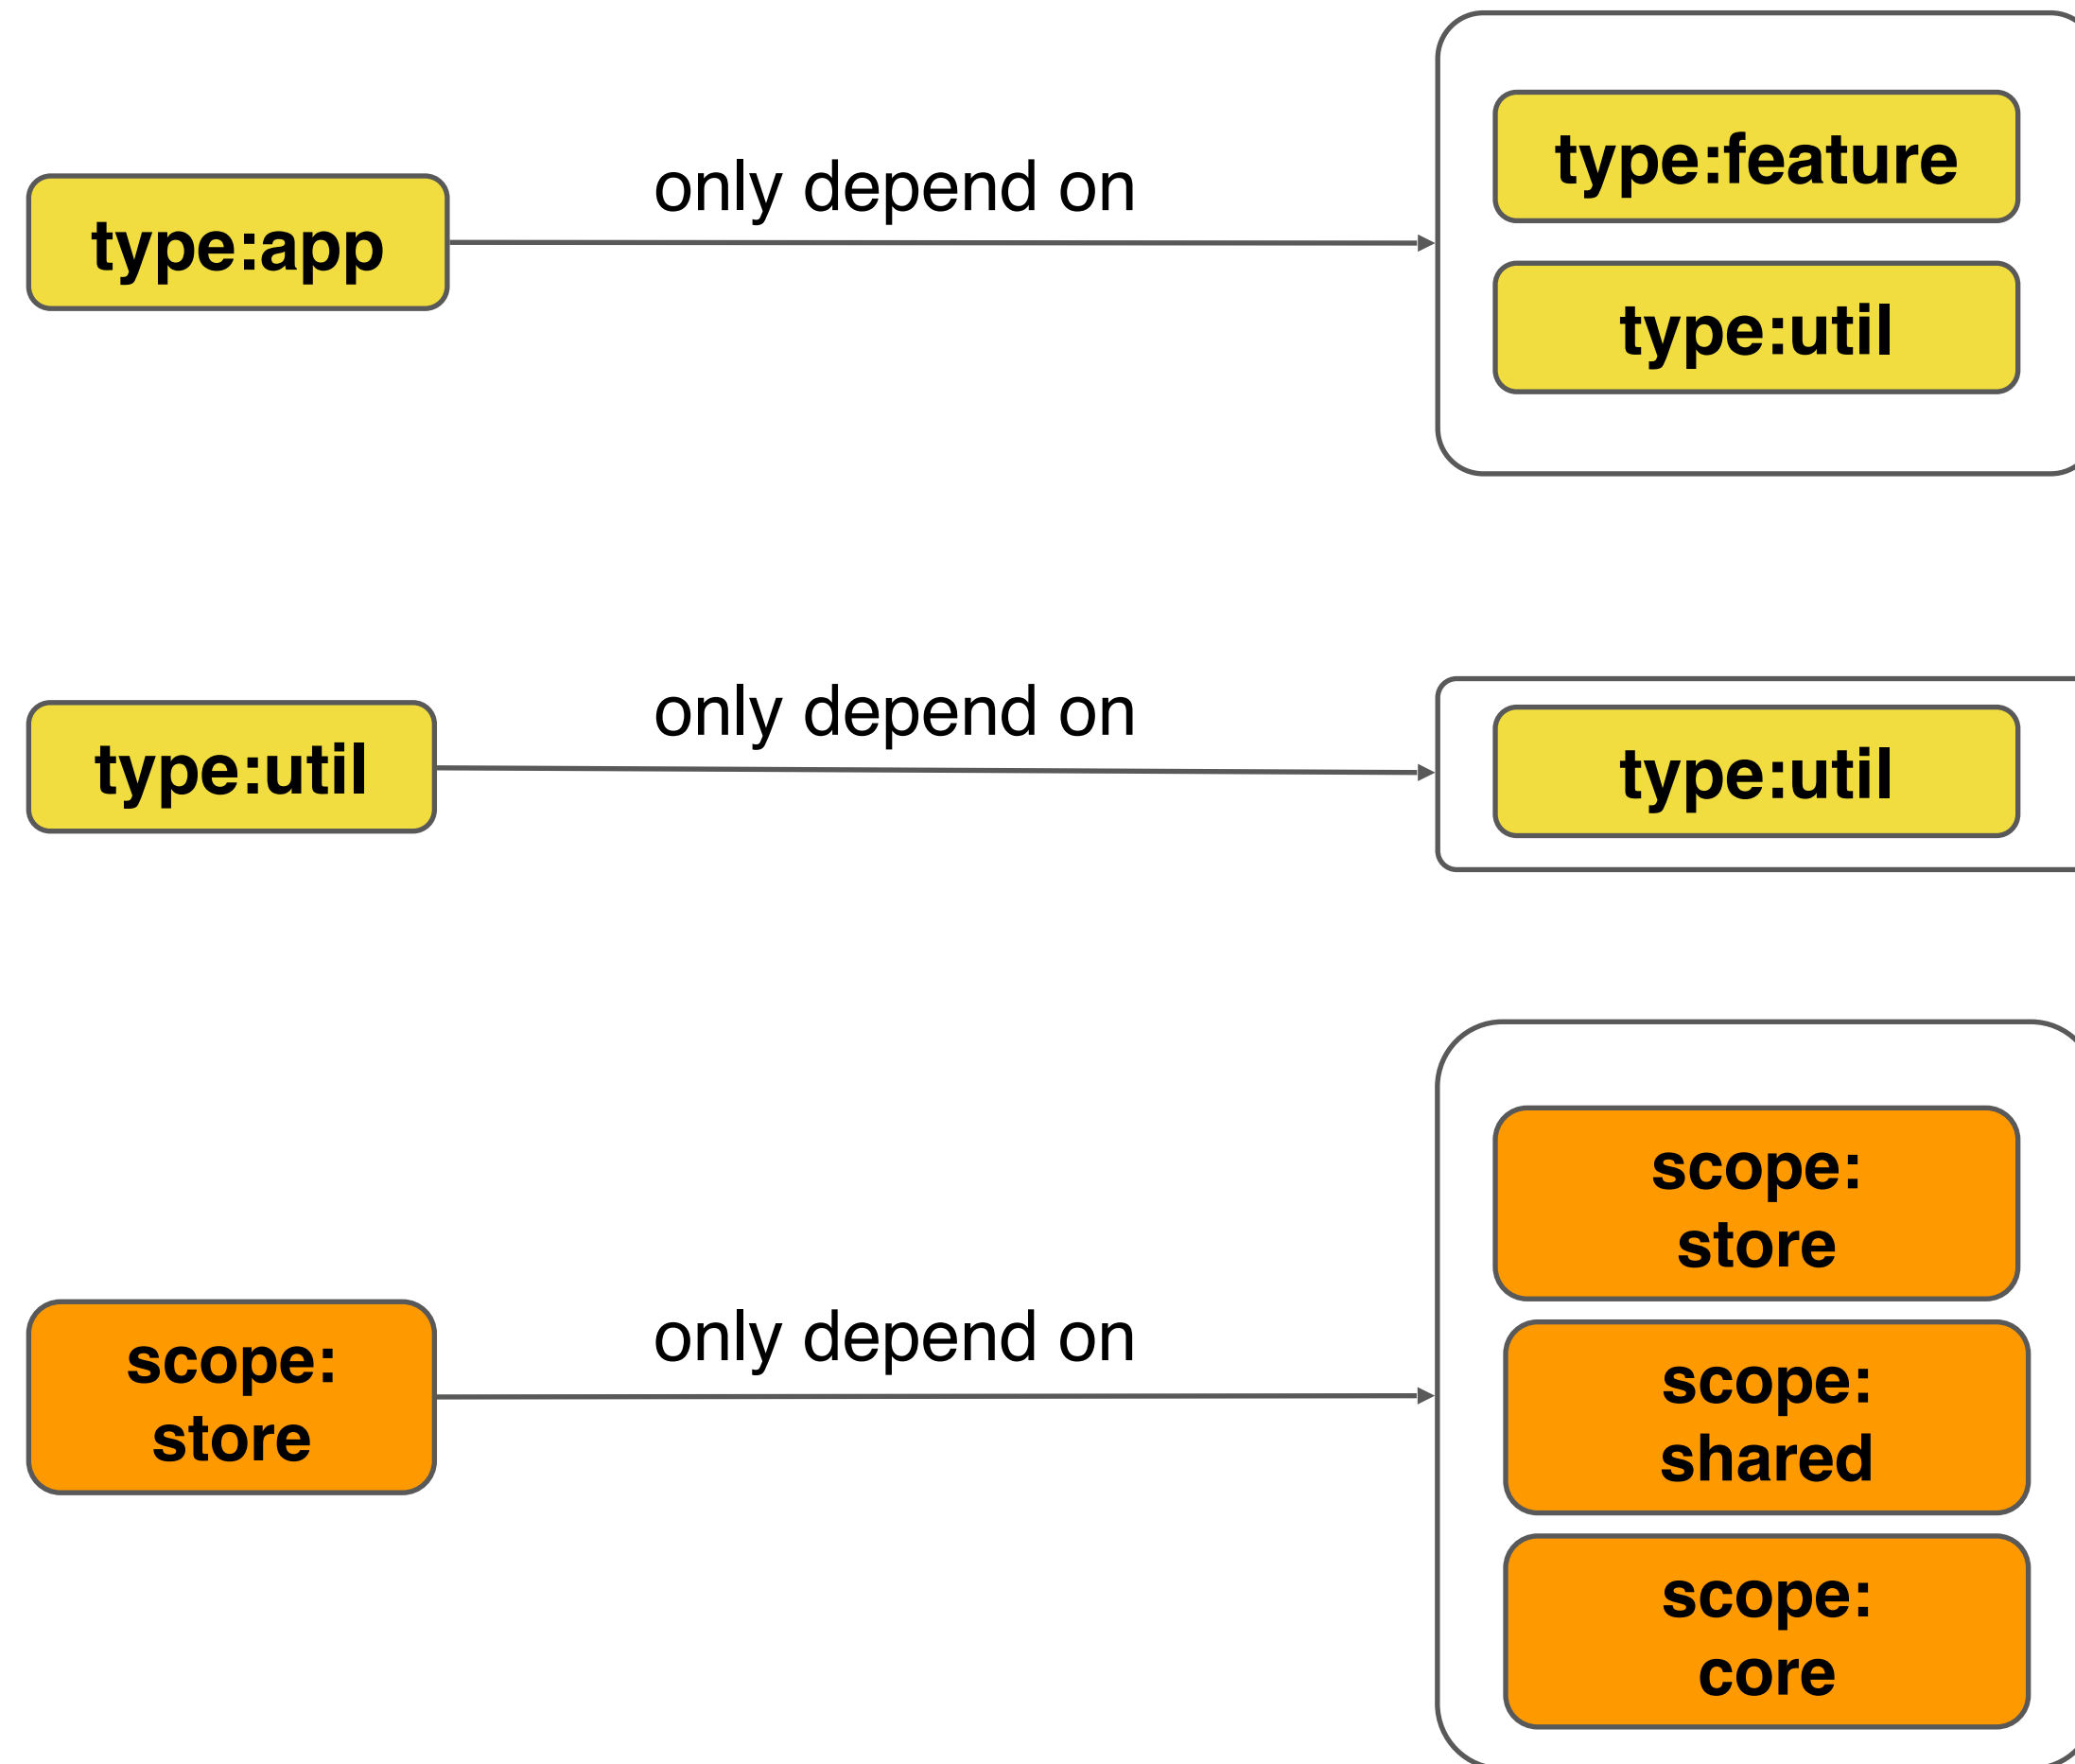 type:app
only depend on
type:feature
type:util
type:util
only depend on
type:util
scope:
store
only depend on
scope:
store
scope:
shared
scope:
core